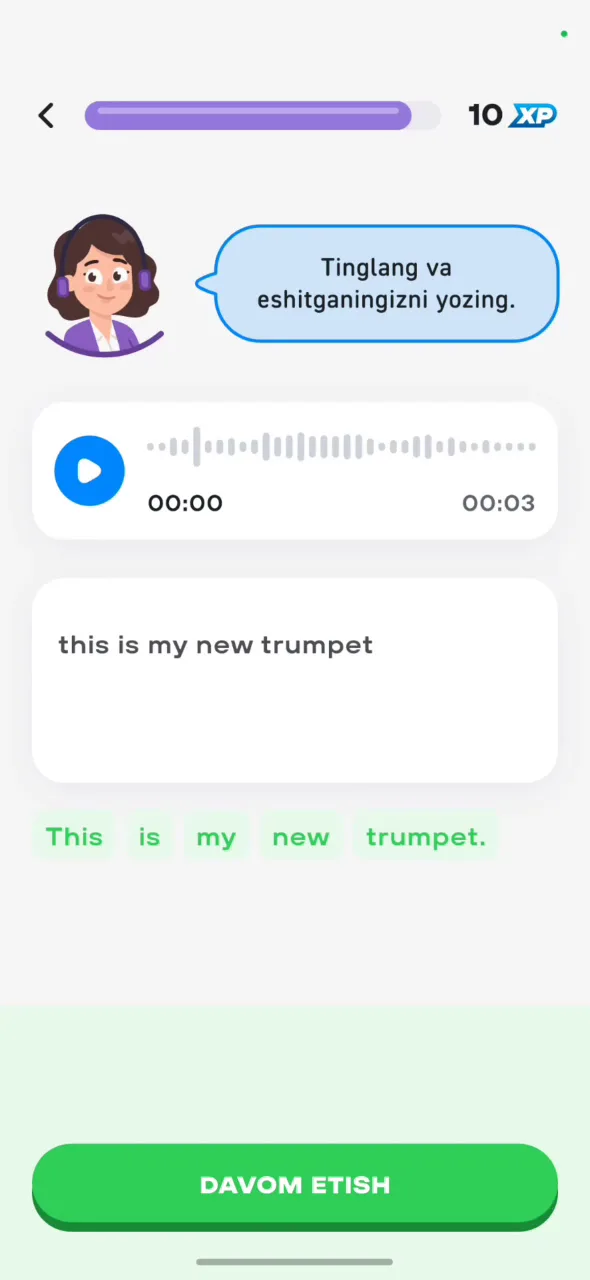 10 XP
Tinglang va
eshitganingizni yozing.
00:00 00:03
this is my new trumpet
This is my new trumpet.
DAVOM ETISH